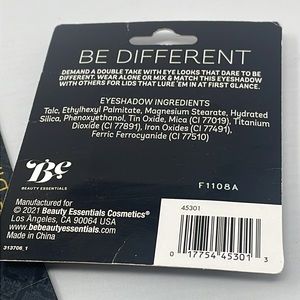 BE DIFFERENT
DEMAND A DOUBLE TAKE WITH EYE LOOKS THAT DARE TO BE
DIFFERENT. WEAR ALONE OR MIX & MATCH THIS EYESHADOW
WITH OTHERS FOR LIDS THAT LURE 'EM IN AT FIRST GLANCE.
EYESHADOW INGREDIENTS
Talc, Ethylhexyl Palmitate, Magnesium Stearate, Hydrated
Silica, Phenoxyethanol, Tin Oxide, Mica (CI 77019), Titanium
Dioxide (CI 77891), Iron Oxides (CI 77491),
Ferric Ferrocyanide (CI 77510)
Be
BEAUTY ESSENTIALS
F1108A
Manufactured for
© 2021 Beauty Essentials Cosmetics®
Los Angeles, CA 90064 USA
www.bebeautyessentials.com
Made in China
313706_1
45301
0 17754 45301 3